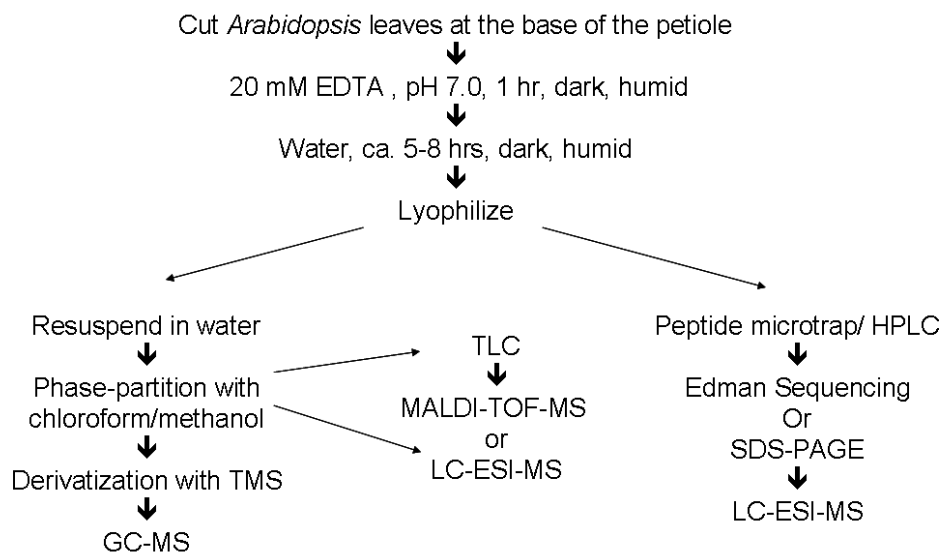 Cut Arabidopsis leaves at the base of the petiole
20 mM EDTA , pH 7.0, 1 hr, dark, humid
Water, ca. 5-8 hrs, dark, humid
Lyophilize
Resuspend in water
Phase-partition with
chloroform/methanol
Derivatization with TMS
GC-MS
TLC
MALDI-TOF-MS
or
LC-ESI-MS
Peptide microtrap/ HPLC
Edman Sequencing
Or
SDS-PAGE
LC-ESI-MS